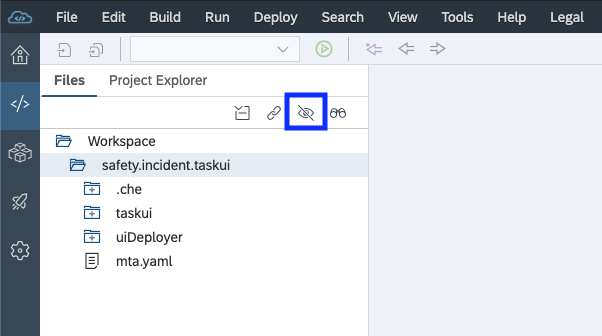 File Edit Build Run Deploy Search View Tools Help Legal
Files Project Explorer
Workspace
safety.incident.taskui
.che
taskui
uiDeployer
mta.yaml